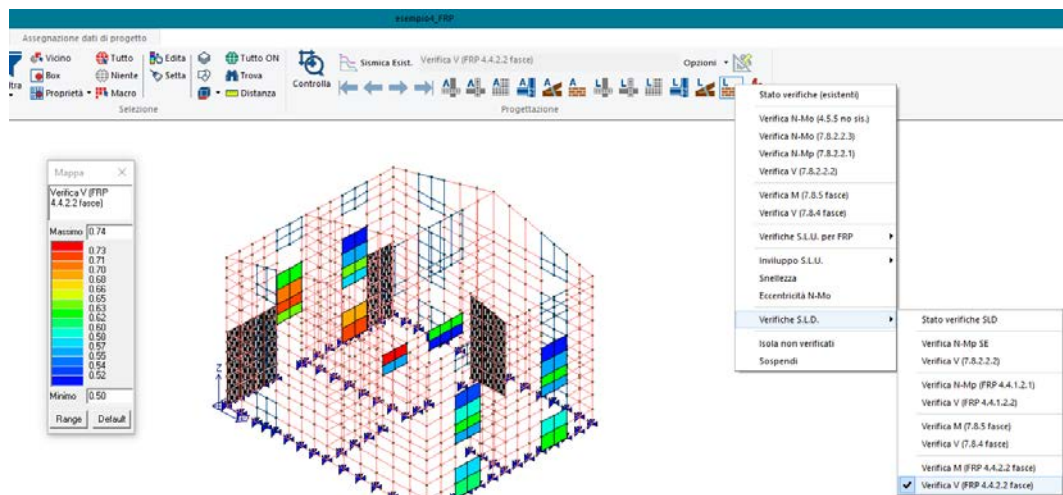 esempio4_FRP
Assegnazione dati di progetto
ltra
Vicino
Box
Proprietà
Tutto
Niente
Macro
Edita
Setta
Tutto ON
Trova
Distanza
Selezione
Controlla
Sismica Esist.
Verifica V (FRP 4.4.2.2 fasce)
Opzioni
Progettazione
Mappa
Verifica V (FRP
4.4.2.2 fasce)
Massimo 0.74
0.73
0.71
0.70
0.68
0.66
0.65
0.63
0.62
0.60
0.58
0.57
0.55
0.54
0.52
Minimo 0.50
Range Default
Z
Stato verifiche (esistenti)
Verifica N-Mo (4.5.5 no sis.)
Verifica N-Mo (7.8.2.2.3)
Verifica N-Mp (7.8.2.2.1)
Verifica V (7.8.2.2.2)
Verifica M (7.8.5 fasce)
Verifica V (7.8.4 fasce)
Verifiche S.L.U. per FRP
Inviluppo S.L.U.
Snellezza
Eccentricità N-Mo
Verifiche S.L.D.
Isola non verificati
Sospendi
Stato verifiche SLD
Verifica N-Mp SE
Verifica V (7.8.2.2.2)
Verifica N-Mp (FRP 4.4.1.2.1)
Verifica V (FRP 4.4.1.2.2)
Verifica M (7.8.5 fasce)
Verifica V (7.8.4 fasce)
Verifica M (FRP 4.4.2.2 fasce)
Verifica V (FRP 4.4.2.2 fasce)